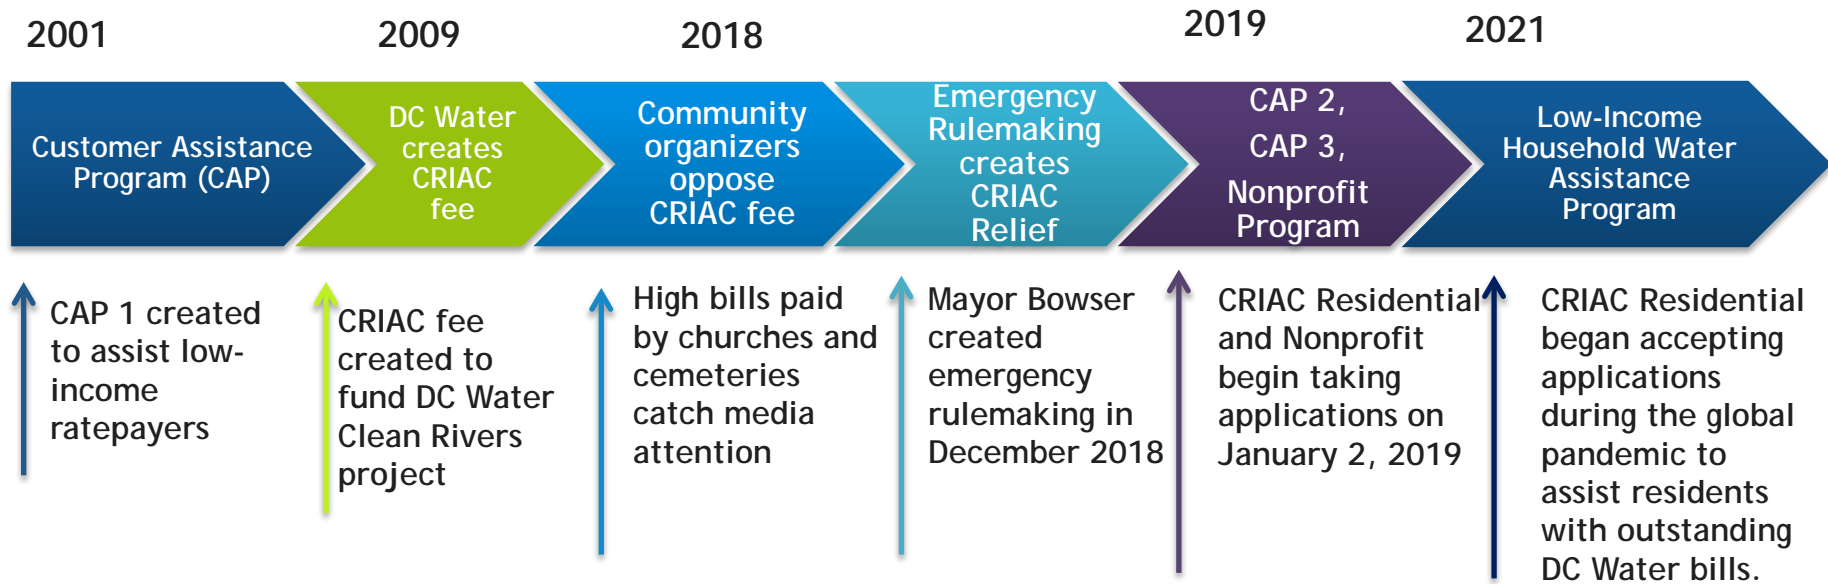 2001
2009
2018
2019
2021
Customer Assistance
Program (CAP)
DC Water
creates
CRIAC
fee
Community
organizers
oppose
CRIAC fee
Emergency
Rulemaking
creates
CRIAC
Relief
CAP 2,
CAP 3,
Nonprofit
Program
Low-Income
Household Water
Assistance
Program
CAP 1 created
to assist low-
income
ratepayers
CRIAC fee
created to
fund DC Water
Clean Rivers
project
High bills paid
by churches and
cemeteries
catch media
attention
Mayor Bowser
created
emergency
rulemaking in
December 2018
CRIAC Residential
and Nonprofit
begin taking
applications on
January 2, 2019
CRIAC Residential
began accepting
applications
during the global
pandemic to
assist residents
with outstanding
DC Water bills.